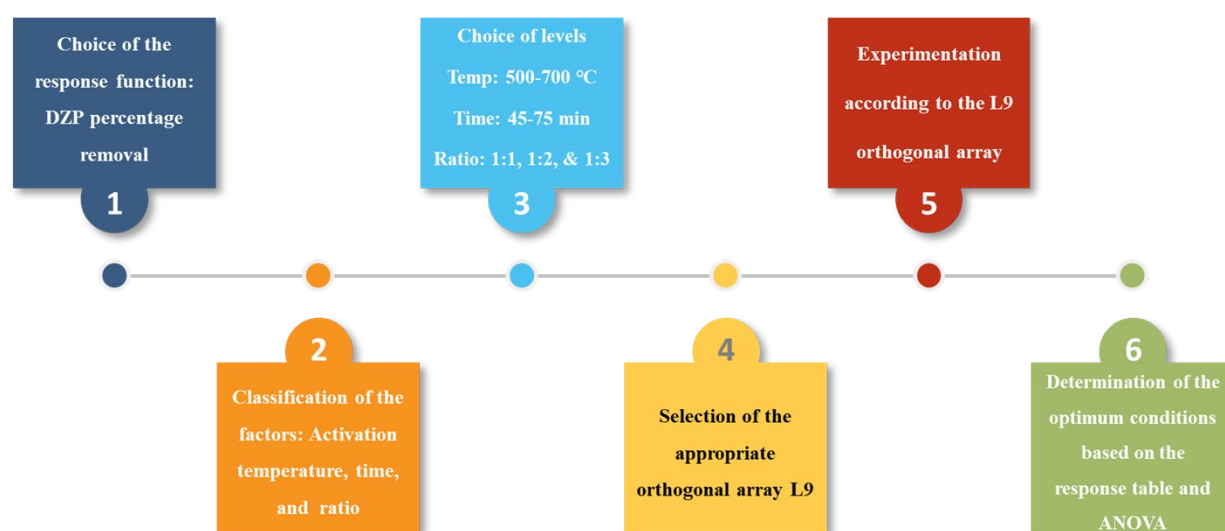 Choice of the
response function:
DZP percentage
removal
1
2
Classification of the
factors: Activation
temperature, time,
and ratio
Choice of levels
Temp: 500-700 °C
Time: 45-75 min
Ratio: 1:1, 1:2, & 1:3
3
4
Selection of the
appropriate
orthogonal array L9
Experimentation
according to the L9
orthogonal array
5
6
Determination of the
optimum conditions
based on the
response table and
ANOVA